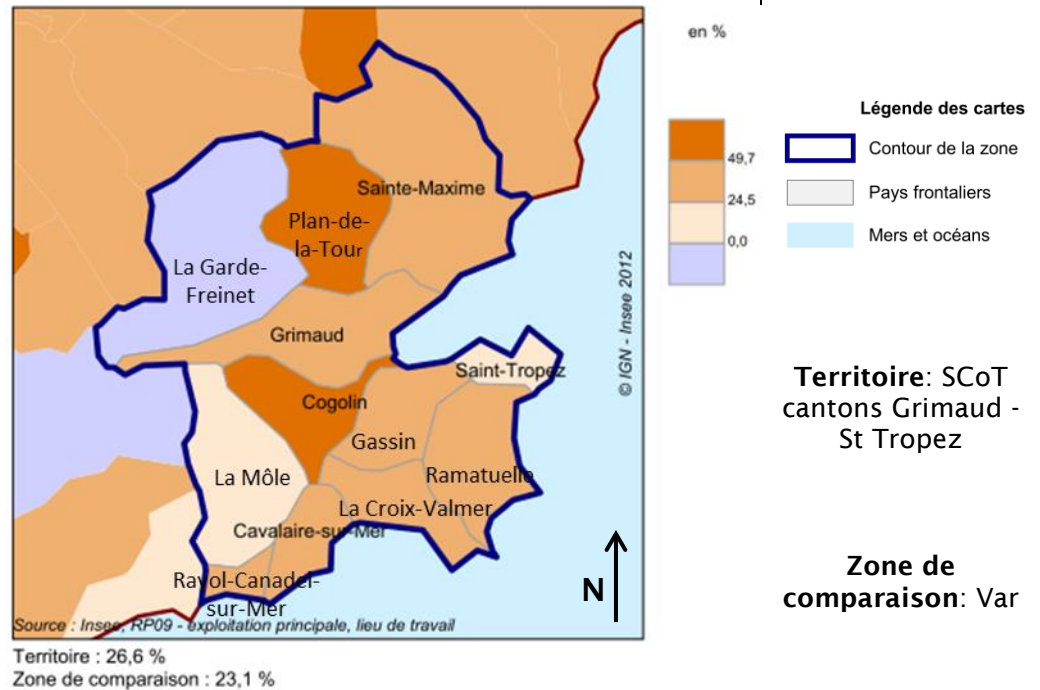 en %
49,7
24,5
0,0
Légende des cartes
Contour de la zone
Pays frontaliers
Mers et océans
Sainte-Maxime
Plan-de-
la-Tour
La Garde-
Freinet
Grimaud
© IGN - Insee 2012
Saint-Tropez
Cogolin
Gassin
La Môle
Ramatuelle
La Croix-Valmer
Cavalaire-sur-Mer
Rayol-Canadel-
sur-Mer
N
Source : Insee, RP09 - exploitation principale, lieu de travail
Territoire : 26,6 %
Zone de comparaison : 23,1 %
Territoire: SCoT
cantons Grimaud -
St Tropez
Zone de
comparaison: Var